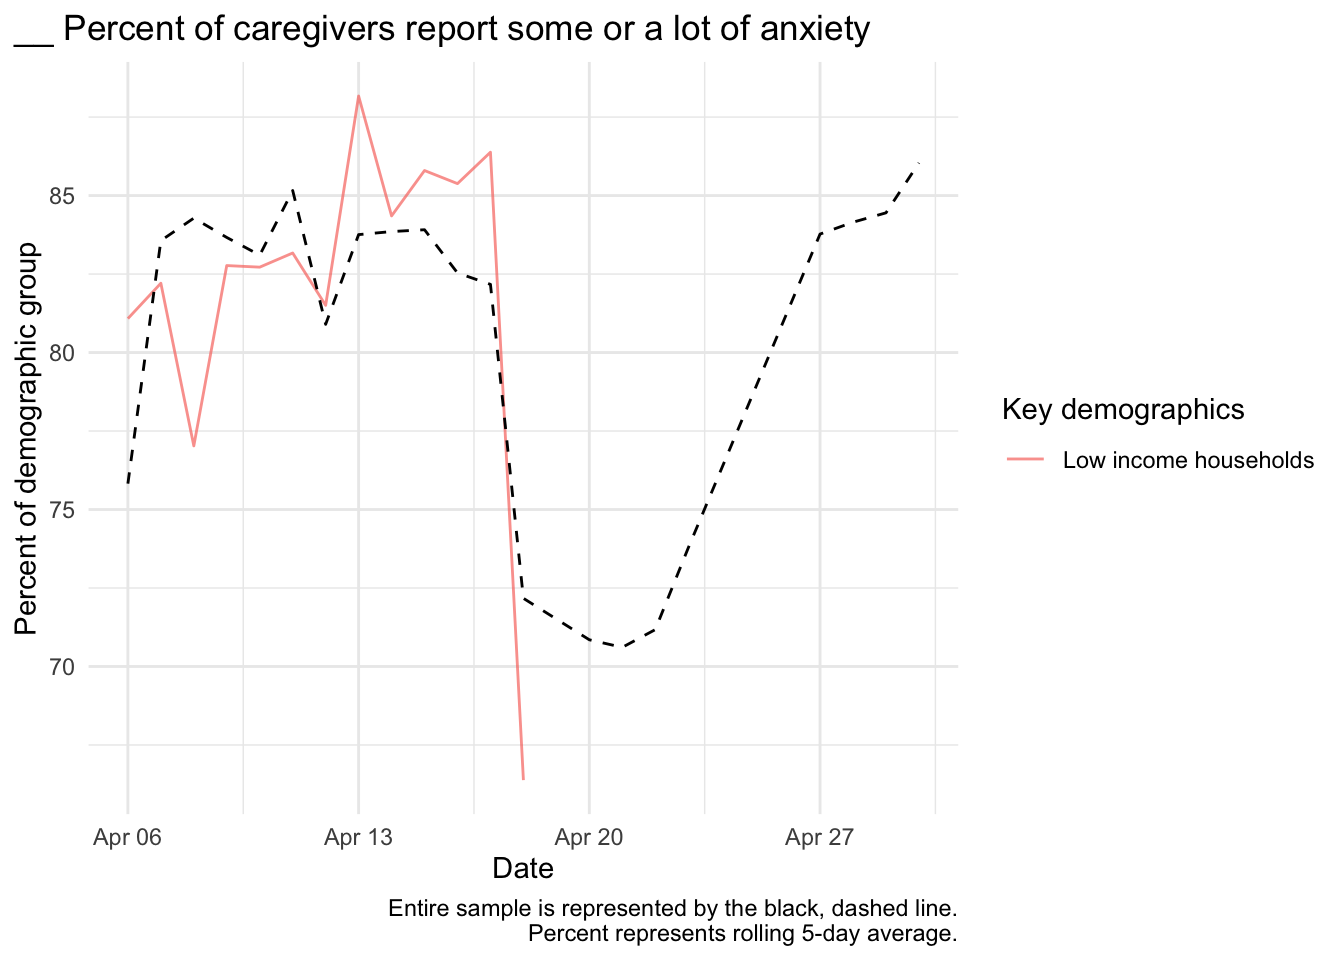 __ Percent of caregivers report some or a lot of anxiety
Percent of demographic group
85
80
75
70
Apr 06
Apr 13
Apr 20
Apr 27
Date
Key demographics
Low income households
Entire sample is represented by the black, dashed line.
Percent represents rolling 5-day average.